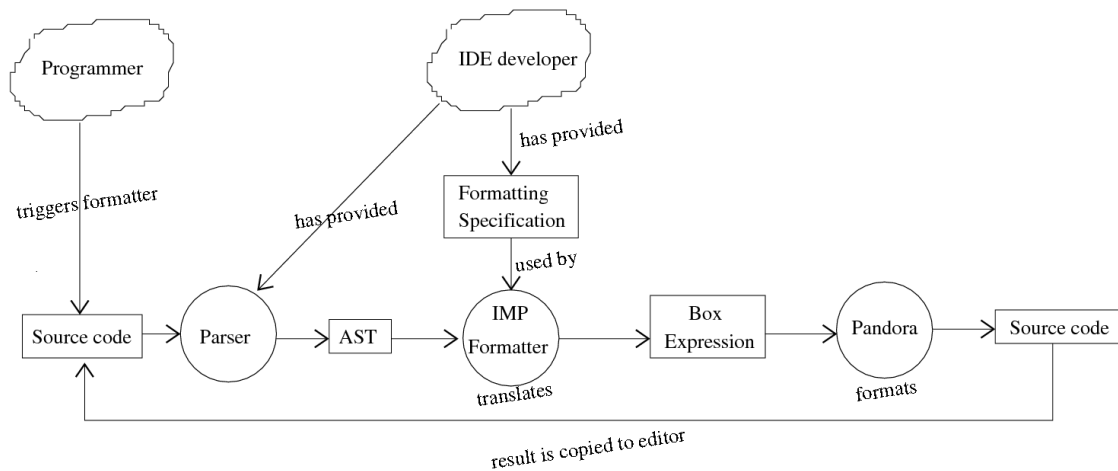 Programmer
IDE developer
has provided
triggers formatter
has provided
Formatting
Specification
used by
Source code
Parser
AST
IMP
Formatter
translates
Box
Expression
Pandora
formats
Source code
result is copied to editor